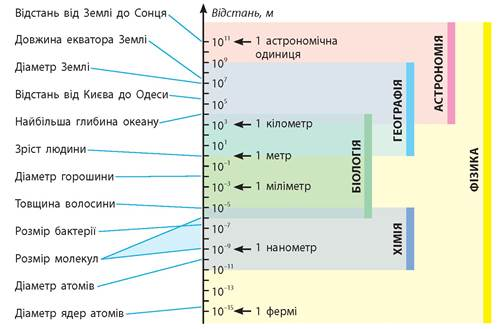 Відстань від Землі до Сонця
Довжина екватора Землі
Діаметр Землі
Відстань від Києва до Одеси
Найбільша глибина океану
Зріст людини
Діаметр горошини
Товщина волосини
Розмір бактерії
Розмір молекул
Діаметр атомів
Діаметр ядер атомів
Відстань, м
10¹¹
10⁹
10⁷
10⁵
10³
10¹
10⁻¹
10⁻³
10⁻⁵
10⁻⁷
10⁻⁹
10⁻¹¹
10⁻¹³
10⁻¹⁵
1 астрономічна
одиниця
1 кілометр
1 метр
1 міліметр
1 нанометр
1 фермі
БІОЛОГІЯ
ГЕОГРАФІЯ
ХІМІЯ
АСТРОНОМІЯ
ФІЗИКА